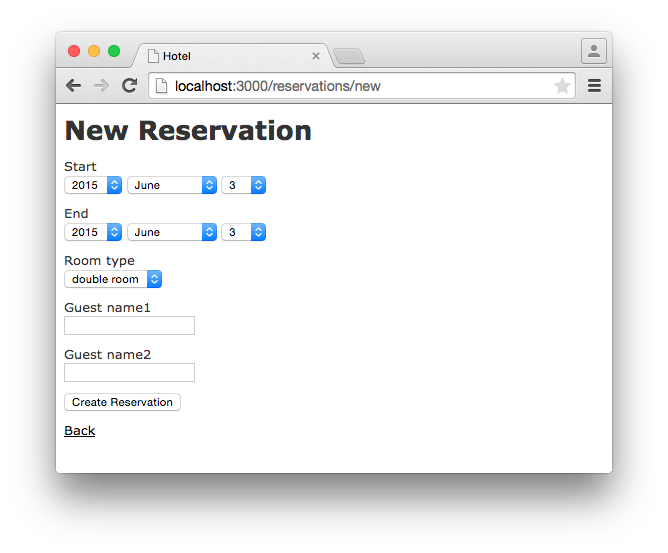 Hotel
localhost:3000/reservations/new
New Reservation
Start
2015 June 3
End
2015 June 3
Room type
double room
Guest name1
Guest name2
Create Reservation
Back